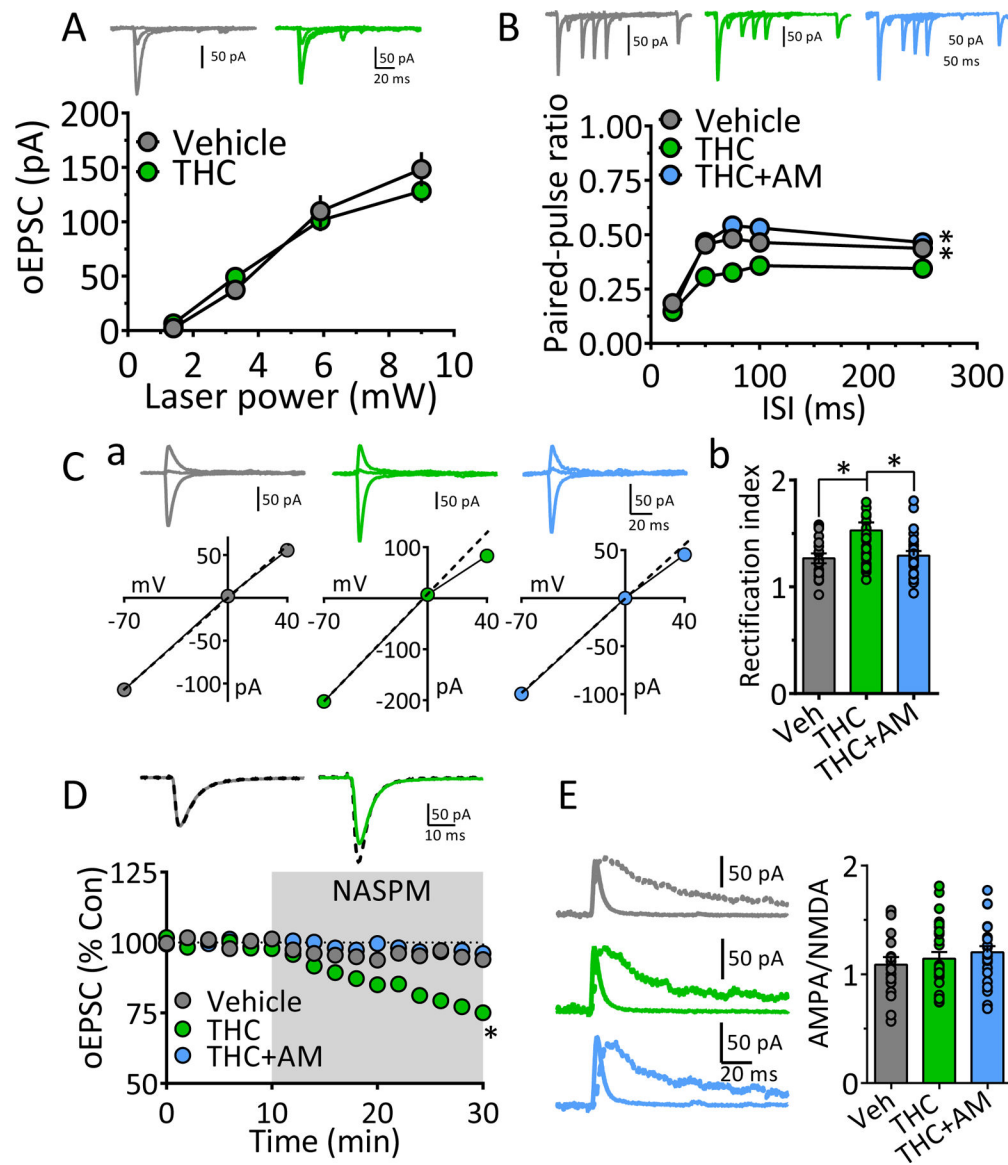 A
50 pA
50 pA
20 ms
oEPSC (pA)
200
150
100
50
0
Vehicle
THC
0 2 4 6 8 10
Laser power (mW)
B
50 pA
50 pA
50 pA
50 ms
Paired-pulse ratio
1.00
0.75
0.50
0.25
0.00
Vehicle
THC
THC+AM
*
*
0 100 200 300
ISI (ms)
C
a
50 pA
50 pA
50 pA
20 ms
50
mV
-70 40
-50
-100
pA
100
mV
-70 40
-100
-200
pA
50
mV
-70 40
-50
-100
pA
b
Rectification index
2
1
0
* *
Veh
THC
THC+AM
D
50 pA
10 ms
oEPSC (% Con)
125
100
75
50
NASPM
Vehicle
THC
THC+AM
*
0 10 20 30
Time (min)
E
50 pA
50 pA
50 pA
20 ms
AMPA/NMDA
2
1
0
Veh
THC
THC+AM